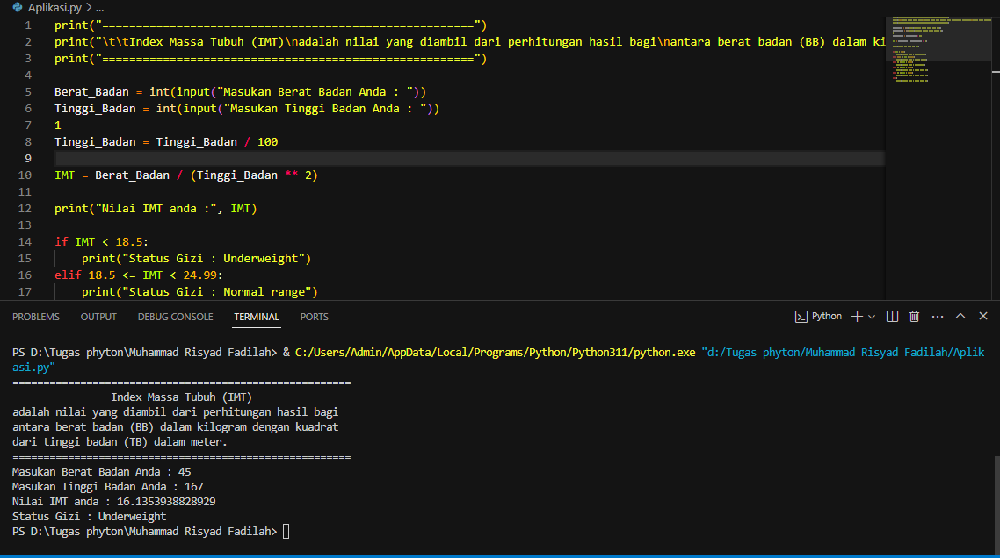 Aplikasi.py > ...
1 print("=======================================================")
2 print("\t\tIndex Massa Tubuh (IMT)\nadalah nilai yang diambil dari perhitungan hasil bagi\nantara berat badan (BB) dalam ki
3 print("=======================================================")
4
5 Berat_Badan = int(input("Masukan Berat Badan Anda : "))
6 Tinggi_Badan = int(input("Masukan Tinggi Badan Anda : "))
7 1
8 Tinggi_Badan = Tinggi_Badan / 100
9
10 IMT = Berat_Badan / (Tinggi_Badan ** 2)
11
12 print("Nilai IMT anda :", IMT)
13
14 if IMT < 18.5:
15 print("Status Gizi : Underweight")
16 elif 18.5 <= IMT < 24.99:
17 print("Status Gizi : Normal range")
PROBLEMS OUTPUT DEBUG CONSOLE TERMINAL PORTS Python
PS D:\Tugas phyton\Muhammad Risyad Fadilah> & C:/Users/Admin/AppData/Local/Programs/Python/Python311/python.exe "d:/Tugas phyton/Muhammad Risyad Fadilah/Aplik
asi.py"
=======================================================
Index Massa Tubuh (IMT)
adalah nilai yang diambil dari perhitungan hasil bagi
antara berat badan (BB) dalam kilogram dengan kuadrat
dari tinggi badan (TB) dalam meter.
=======================================================
Masukan Berat Badan Anda : 45
Masukan Tinggi Badan Anda : 167
Nilai IMT anda : 16.1353938828929
Status Gizi : Underweight
PS D:\Tugas phyton\Muhammad Risyad Fadilah>